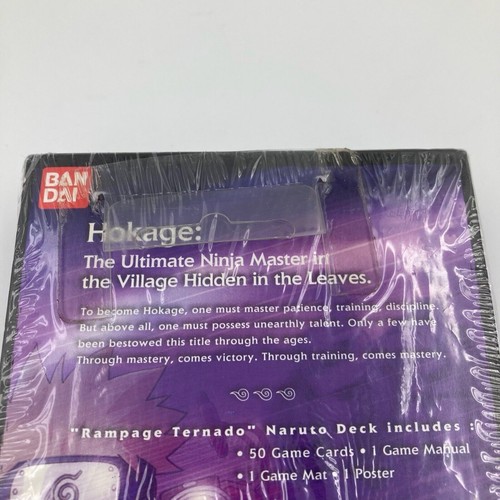 BAN
DAI
Hokage:
The Ultimate Ninja Master in
the Village Hidden in the Leaves.
To become Hokage, one must master patience, training, discipline.
But above all, one must possess unearthly talent. Only a few have
been bestowed this title through the ages.
Through mastery, comes victory. Through training, comes mastery.
"Rampage Ternado" Naruto Deck includes :
• 50 Game Cards • 1 Game Manual
• 1 Game Mat • 1 Poster